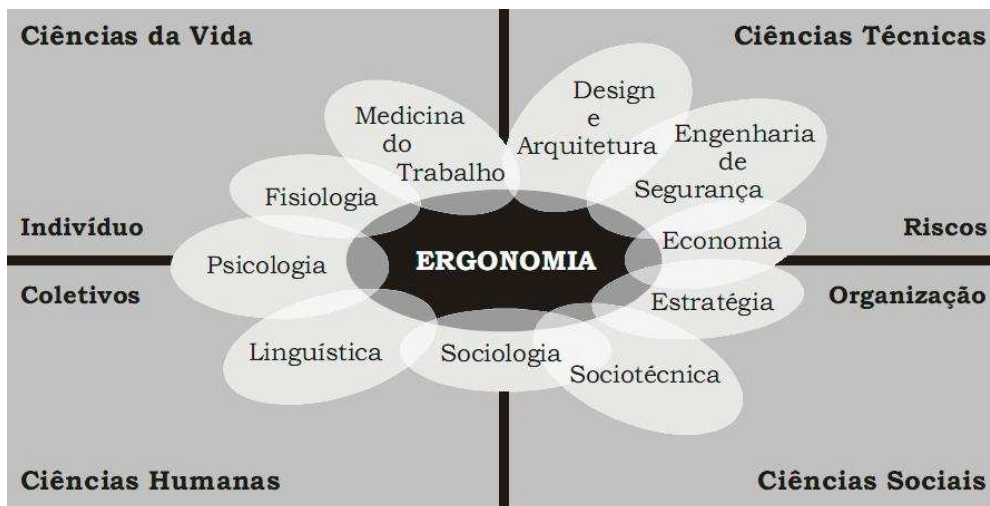 Ciências da Vida
Ciências Técnicas
Design
e
Arquitetura
Medicina
do
Trabalho
Engenharia
de
Segurança
Fisiologia
Indivíduo
Riscos
Economia
Psicologia
ERGONOMIA
Coletivos
Organização
Estratégia
Linguística
Sociologia
Sociotécnica
Ciências Humanas
Ciências Sociais